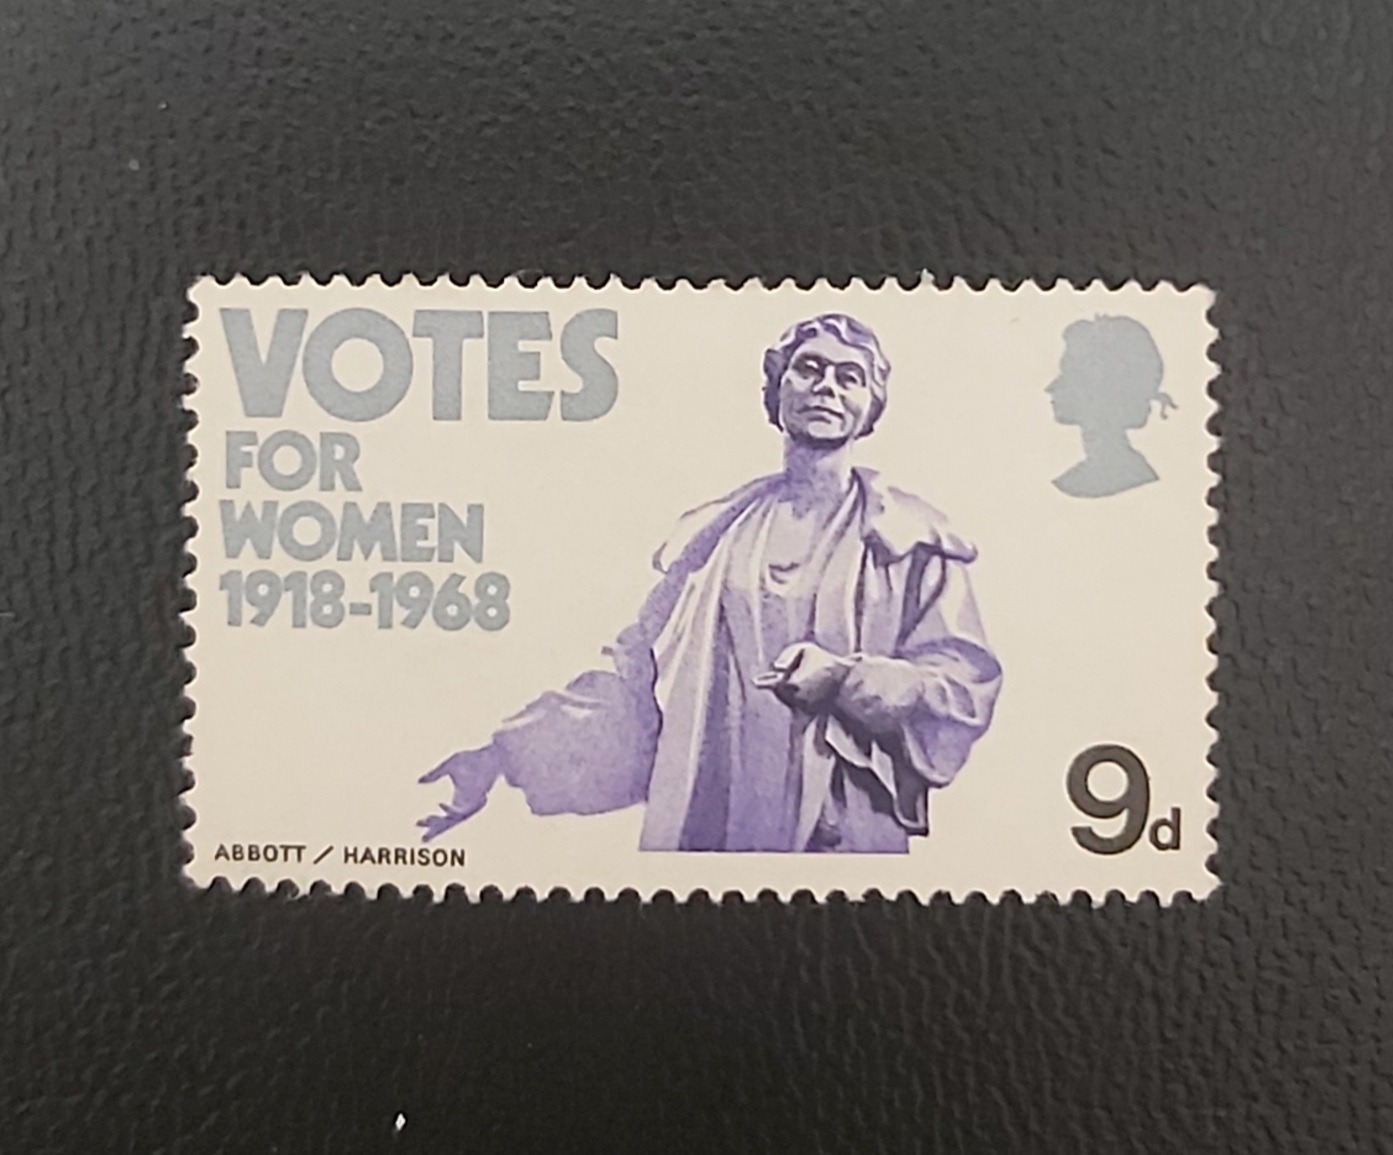 VOTES
FOR
WOMEN
1918-1968
9d
ABBOTT / HARRISON